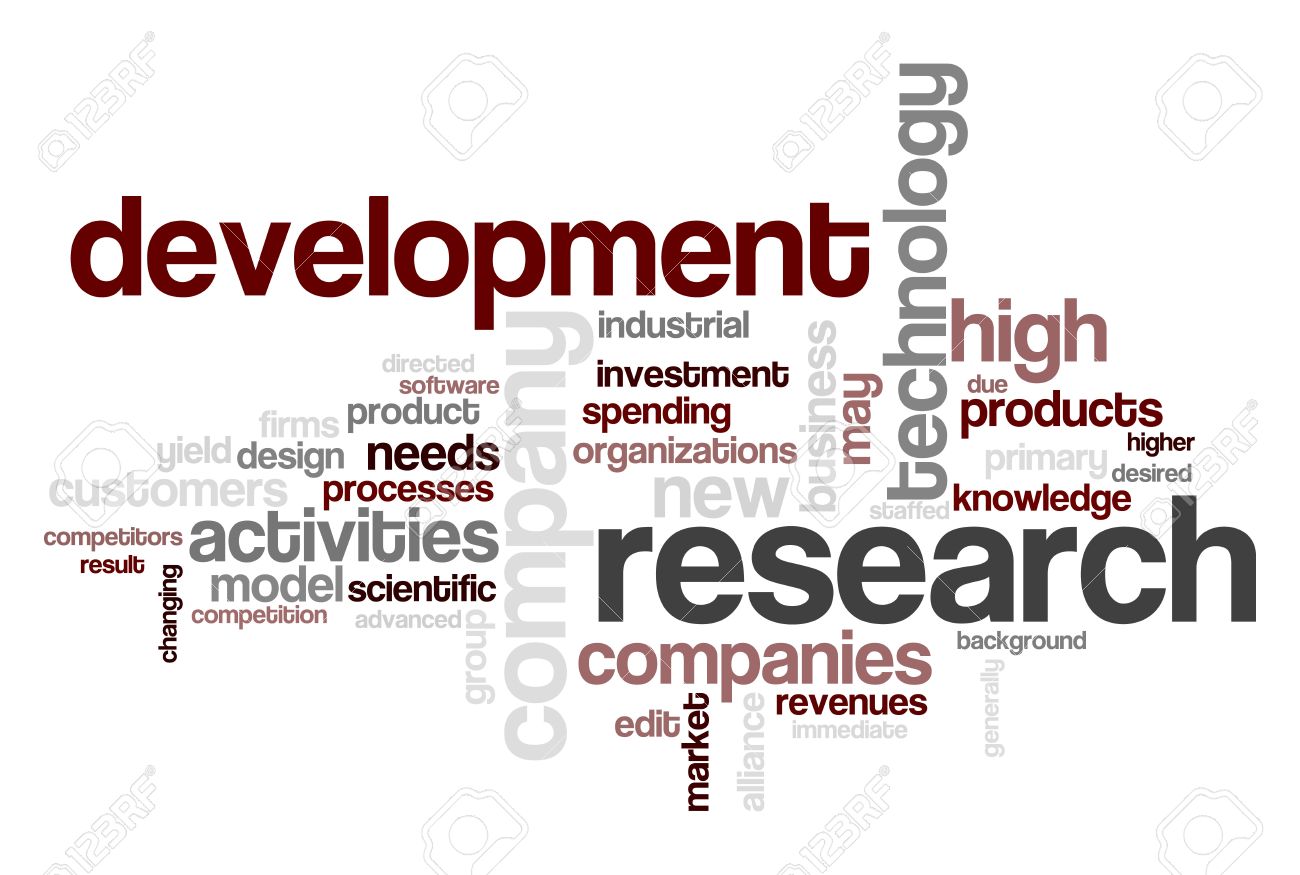 123RF
123RF
technology
development
company
industrial
high
business
directed
investment
may
software
due
product
spending
products
firms
needs
organizations
higher
yield
design
primary
desired
customers
processes
new
knowledge
staffed
activities
research
competitors
result
changing
model
scientific
competition
advanced
group
background
companies
generally
market
revenues
edit
alliance
immediate
123RF
123RF
123RF
123RF